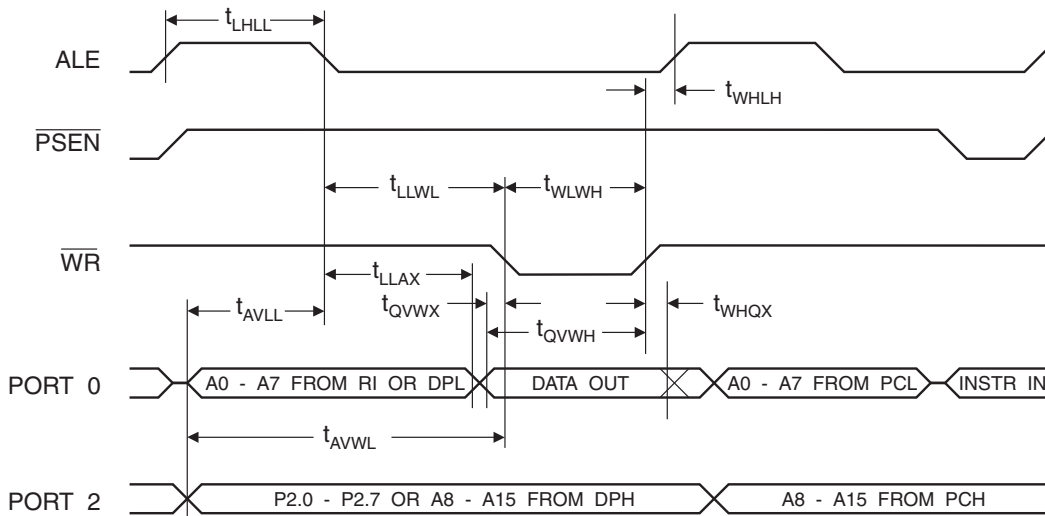 tLHLL
ALE
tWHLH
PSEN
tLLWL
tWLWH
WR
tLLAX
tQVWX
tWHQX
tAVLL
tQVWH
PORT 0
A0 - A7 FROM RI OR DPL
DATA OUT
A0 - A7 FROM PCL
INSTR IN
tAVWL
PORT 2
P2.0 - P2.7 OR A8 - A15 FROM DPH
A8 - A15 FROM PCH